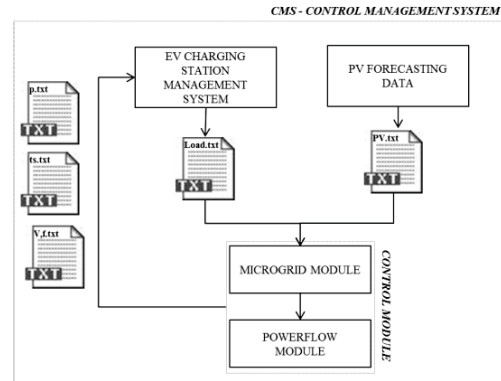 CMS - CONTROL MANAGEMENT SYSTEM
EV CHARGING
STATION
MANAGEMENT
SYSTEM
PV FORECASTING
DATA
p.txt
TXT
ts.txt
TXT
V,f.txt
TXT
Load.txt
TXT
PV.txt
TXT
MICROGRID MODULE
POWERFLOW
MODULE
CONTROL MODULE